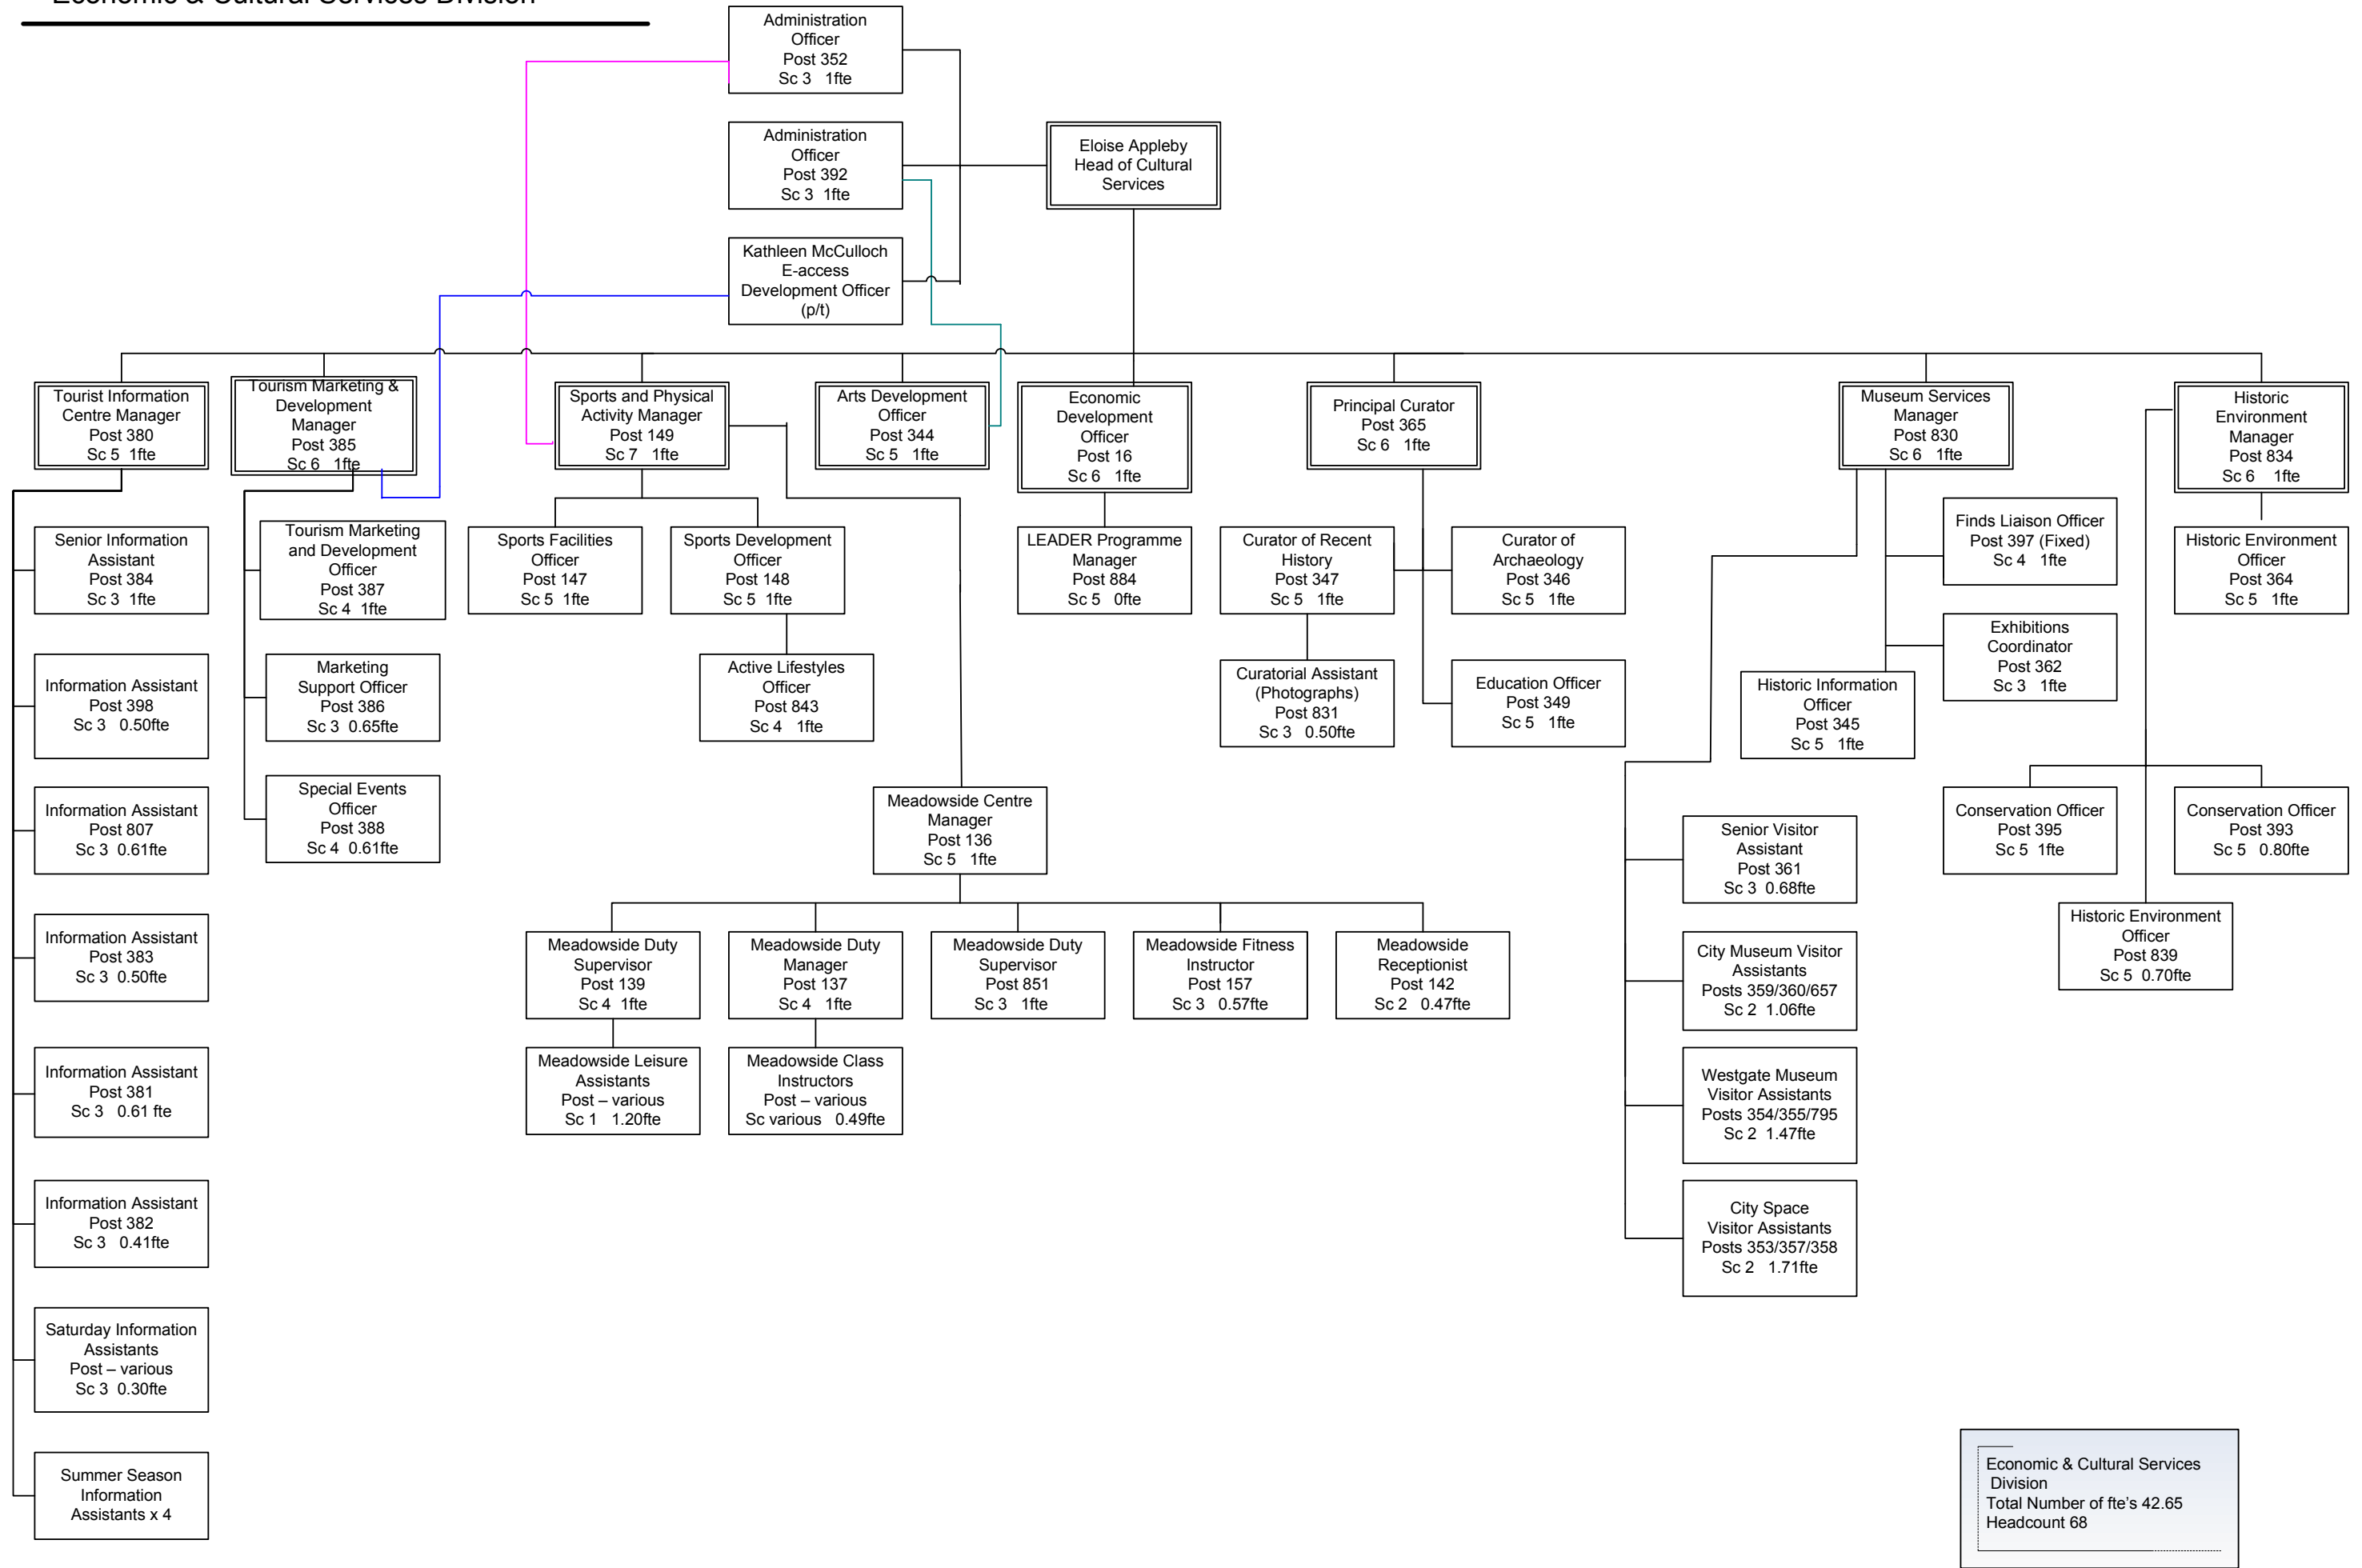 Economic & Cultural Services Division
Administration
Officer
Post 352
Sc 3 1fte
Administration
Officer
Post 392
Sc 3 1fte
Eloise Appleby
Head of Cultural
Services
Kathleen McCulloch
E-access
Development Officer
(p/t)
Tourist Information
Centre Manager
Post 380
Sc 5 1fte
Tourism Marketing &
Development
Manager
Post 385
Sc 6 1fte
Sports and Physical
Activity Manager
Post 149
Sc 7 1fte
Arts Development
Officer
Post 344
Sc 5 1fte
Economic
Development
Officer
Post 16
Sc 6 1fte
Principal Curator
Post 365
Sc 6 1fte
Museum Services
Manager
Post 830
Sc 6 1fte
Historic
Environment
Manager
Post 834
Sc 6 1fte
Senior Information
Assistant
Post 384
Sc 3 1fte
Tourism Marketing
and Development
Officer
Post 387
Sc 4 1fte
Sports Facilities
Officer
Post 147
Sc 5 1fte
Sports Development
Officer
Post 148
Sc 5 1fte
LEADER Programme
Manager
Post 884
Sc 5 0fte
Curator of Recent
History
Post 347
Sc 5 1fte
Curator of
Archaeology
Post 346
Sc 5 1fte
Finds Liaison Officer
Post 397 (Fixed)
Sc 4 1fte
Historic Environment
Officer
Post 364
Sc 5 1fte
Information Assistant
Post 398
Sc 3 0.50fte
Marketing
Support Officer
Post 386
Sc 3 0.65fte
Active Lifestyles
Officer
Post 843
Sc 4 1fte
Curatorial Assistant
(Photographs)
Post 831
Sc 3 0.50fte
Education Officer
Post 349
Sc 5 1fte
Historic Information
Officer
Post 345
Sc 5 1fte
Exhibitions
Coordinator
Post 362
Sc 3 1fte
Information Assistant
Post 807
Sc 3 0.61fte
Special Events
Officer
Post 388
Sc 4 0.61fte
Meadowside Centre
Manager
Post 136
Sc 5 1fte
Senior Visitor
Assistant
Post 361
Sc 3 0.68fte
Conservation Officer
Post 395
Sc 5 1fte
Conservation Officer
Post 393
Sc 5 0.80fte
Information Assistant
Post 383
Sc 3 0.50fte
Meadowside Duty
Supervisor
Post 139
Sc 4 1fte
Meadowside Duty
Manager
Post 137
Sc 4 1fte
Meadowside Duty
Supervisor
Post 851
Sc 3 1fte
Meadowside Fitness
Instructor
Post 157
Sc 3 0.57fte
Meadowside
Receptionist
Post 142
Sc 2 0.47fte
City Museum Visitor
Assistants
Posts 359/360/657
Sc 2 1.06fte
Historic Environment
Officer
Post 839
Sc 5 0.70fte
Information Assistant
Post 381
Sc 3 0.61 fte
Meadowside Leisure
Assistants
Post – various
Sc 1 1.20fte
Meadowside Class
Instructors
Post – various
Sc various 0.49fte
Westgate Museum
Visitor Assistants
Posts 354/355/795
Sc 2 1.47fte
Information Assistant
Post 382
Sc 3 0.41fte
City Space
Visitor Assistants
Posts 353/357/358
Sc 2 1.71fte
Saturday Information
Assistants
Post – various
Sc 3 0.30fte
Summer Season
Information
Assistants x 4
Economic & Cultural Services
Division
Total Number of fte's 42.65
Headcount 68